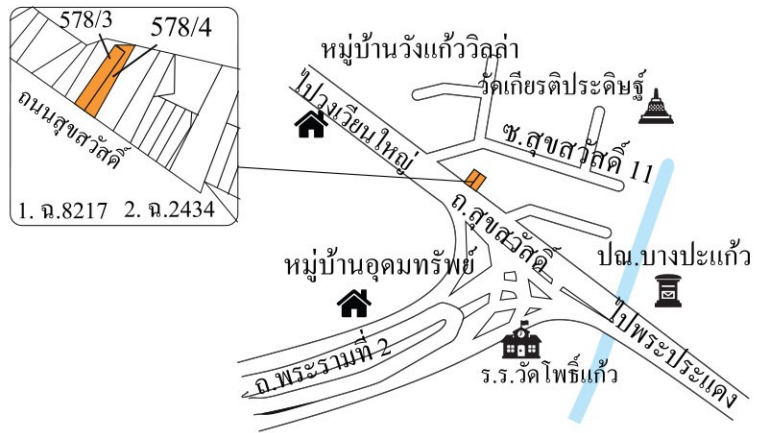 578/3
578/4
ถนนสุขสวัสดิ์
1. ฉ.8217 2. ฉ.2434
หมู่บ้านวังแก้ววิลล่า
วัดเกียรติประดิษฐ์
ไปวงเวียนใหญ่
ซ.สุขสวัสดิ์ 11
ถ.สุขสวัสดิ์
หมู่บ้านอุดมทรัพย์
ปณ.บางปะแก้ว
ถ.พระรามที่ 2
ร.ร.วัดโพธิ์แก้ว
ไปพระประแดง